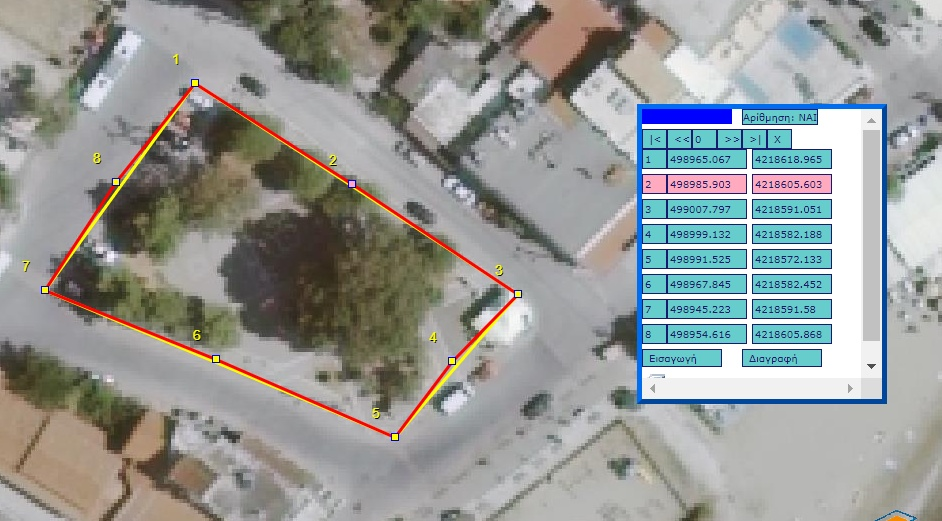 1
8
2
7
3
6
4
5
Αρίθμηση: ΝΑΙ
|< << 0 >> >| X
1 498965.067 4218618.965
2 498985.903 4218605.603
3 499007.797 4218591.051
4 498999.132 4218582.188
5 498991.525 4218572.133
6 498967.845 4218582.452
7 498945.223 4218591.58
8 498954.616 4218605.868
Εισαγωγή Διαγραφή